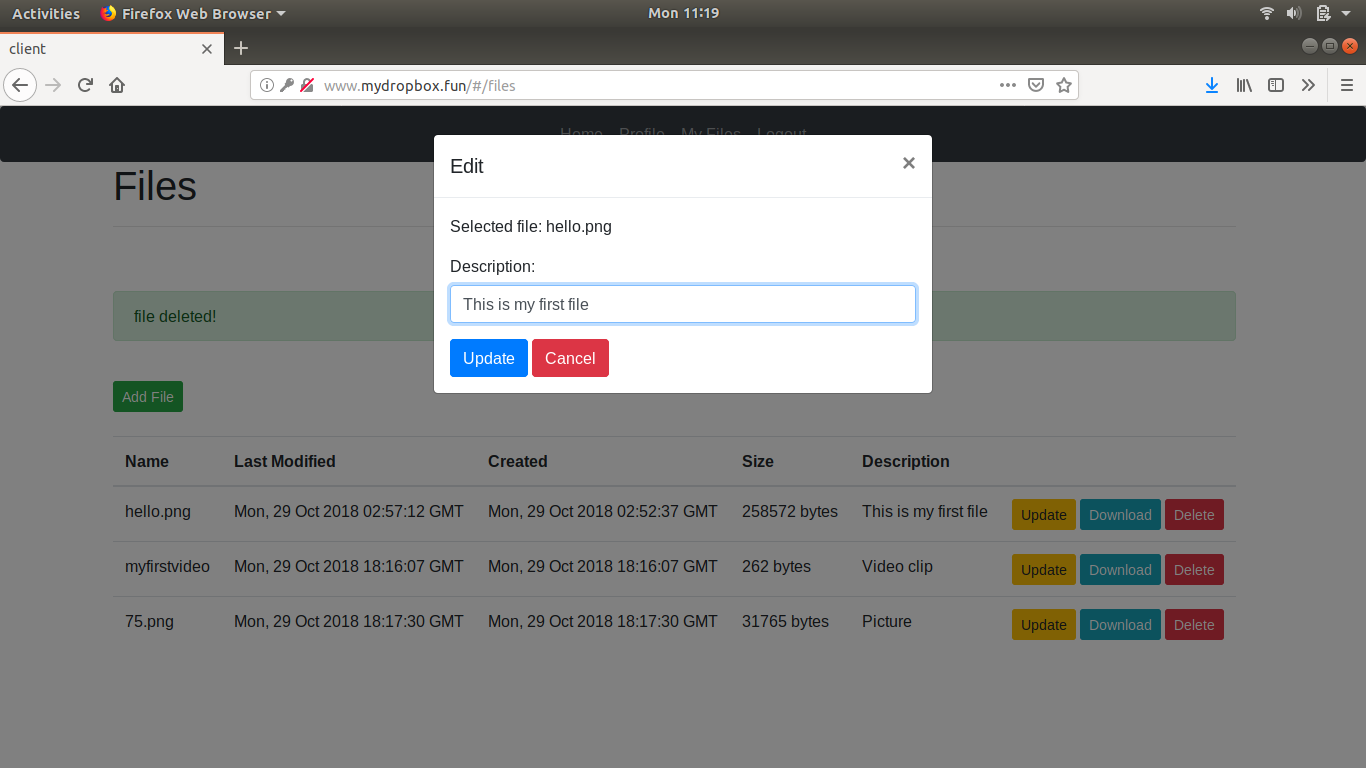 Activities Firefox Web Browser Mon 11:19
client
www.mydropbox.fun/#/files
Home Profile My Files Logout
Files
Edit ×
Selected file: hello.png
Description:
This is my first file
Update Cancel
file deleted!
Add File
Name Last Modified Created Size Description
hello.png Mon, 29 Oct 2018 02:57:12 GMT Mon, 29 Oct 2018 02:52:37 GMT 258572 bytes This is my first file Update Download Delete
myfirstvideo Mon, 29 Oct 2018 18:16:07 GMT Mon, 29 Oct 2018 18:16:07 GMT 262 bytes Video clip Update Download Delete
75.png Mon, 29 Oct 2018 18:17:30 GMT Mon, 29 Oct 2018 18:17:30 GMT 31765 bytes Picture Update Download Delete